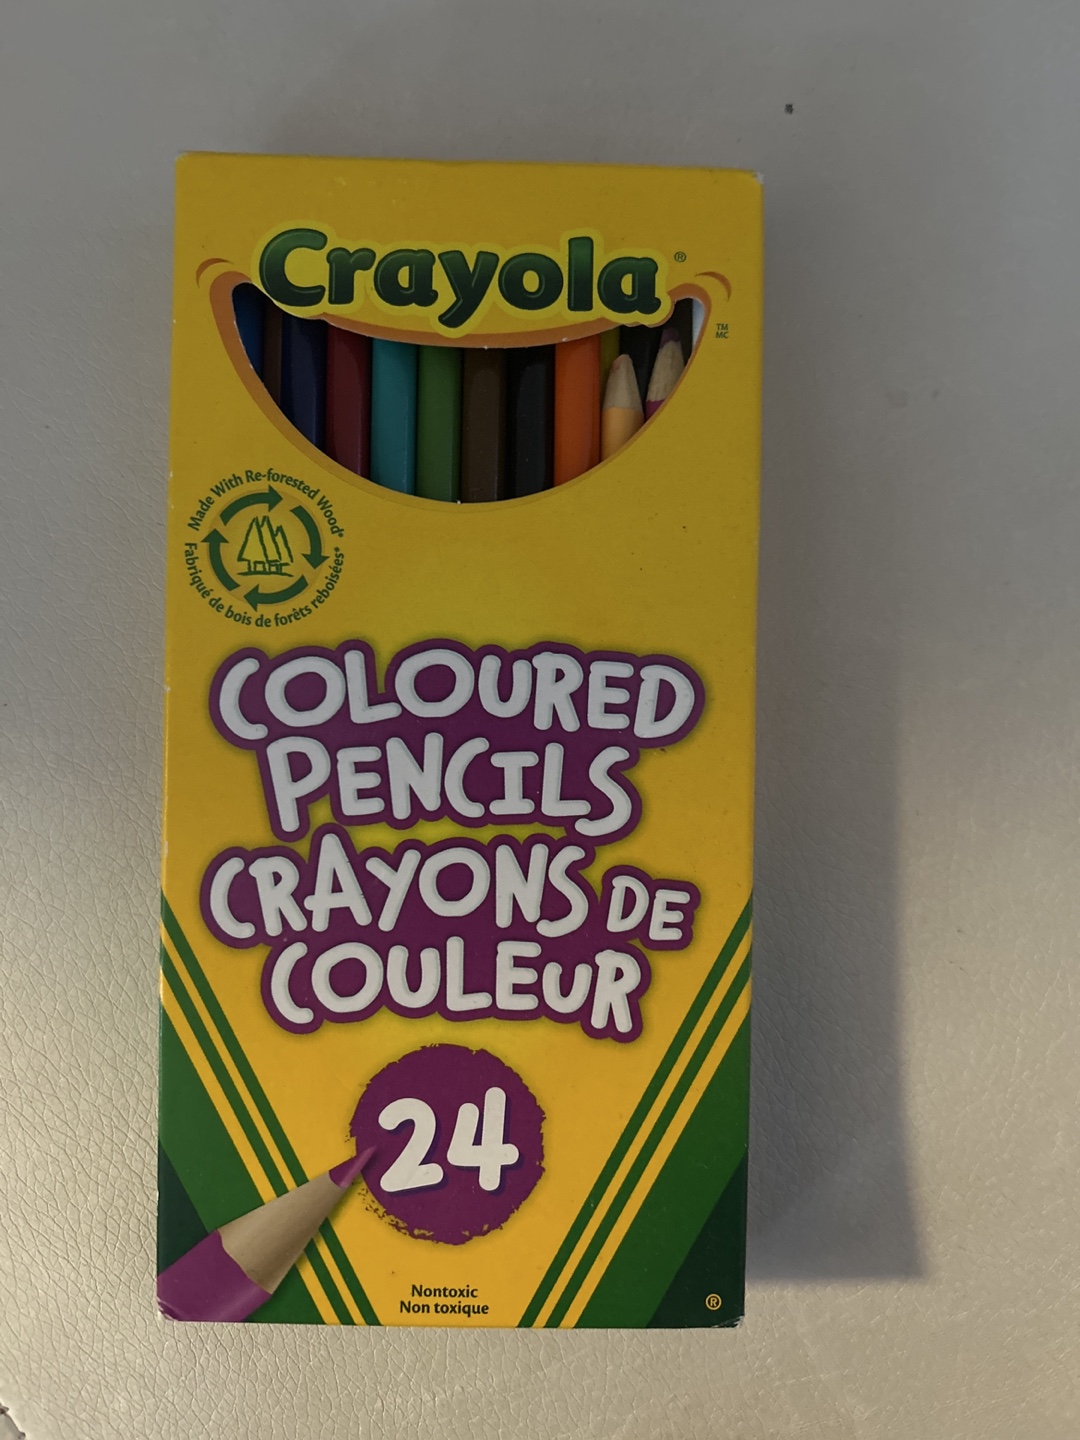 Crayola®
TM
MC
Made With Re-forested Wood*
Fabriqué de bois de forêts reboisées*
COLOURED
PENCILS
CRAYONS DE
COULEUR
24
Nontoxic
Non toxique
®